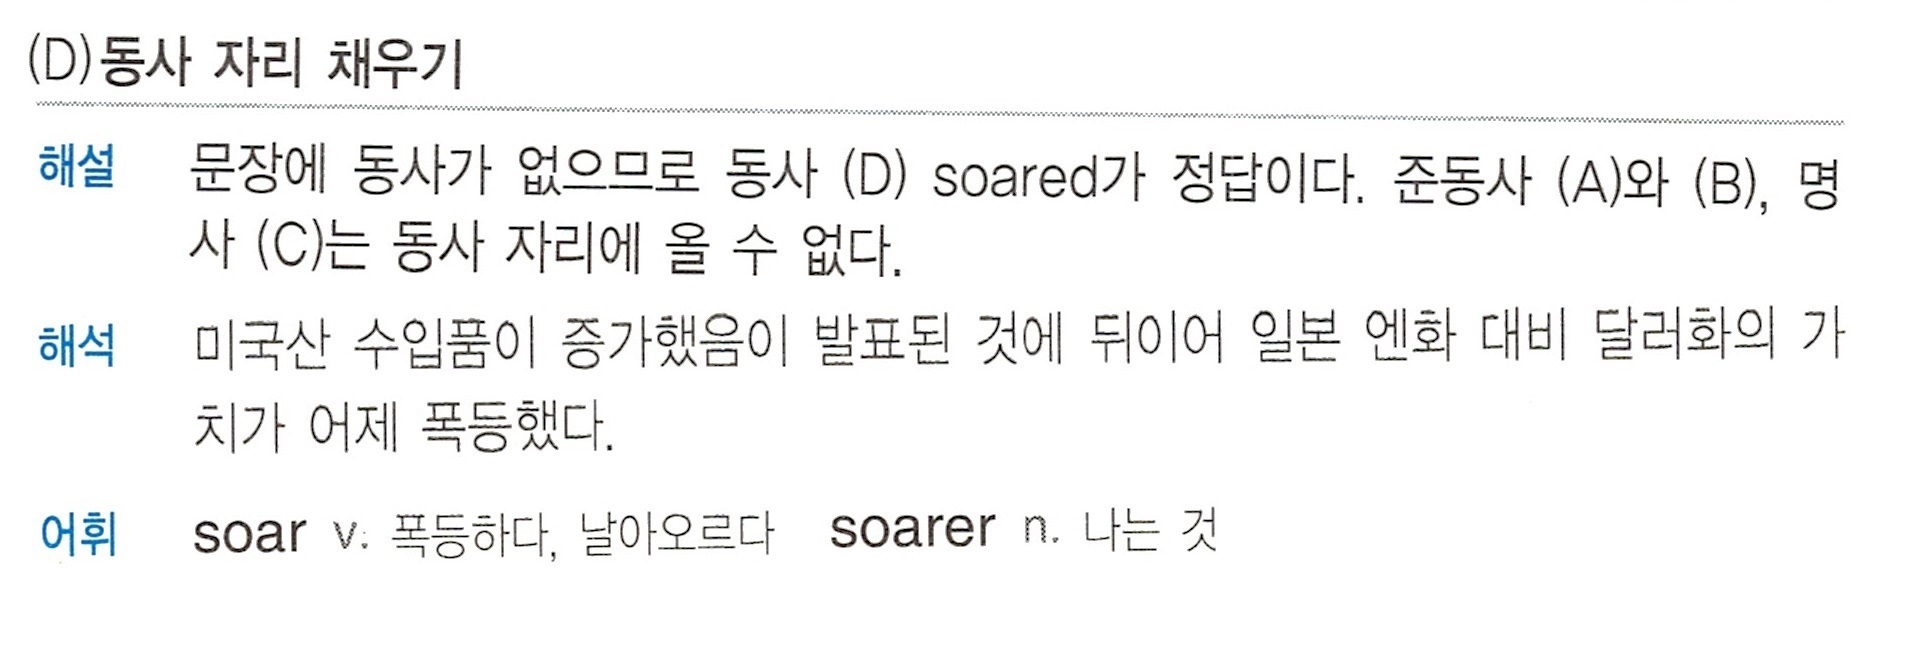 (D)동사 자리 채우기
해설 문장에 동사가 없으므로 동사 (D) soared가 정답이다. 준동사 (A)와 (B), 명
사 (C)는 동사 자리에 올 수 없다.
해석 미국산 수입품이 증가했음이 발표된 것에 뒤이어 일본 엔화 대비 달러화의 가
치가 어제 폭등했다.
어휘 soar v. 폭등하다, 날아오르다 soarer n. 나는 것